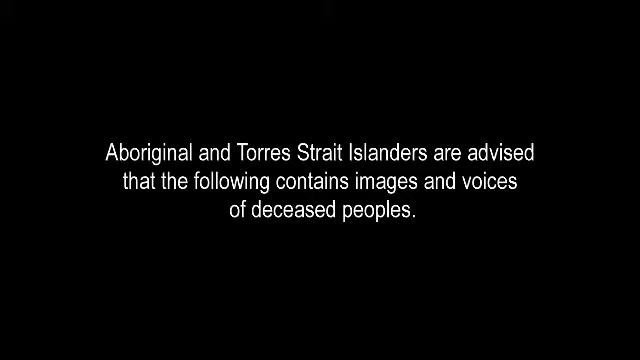 Aboriginal and Torres Strait Islanders are advised
that the following contains images and voices
of deceased peoples.